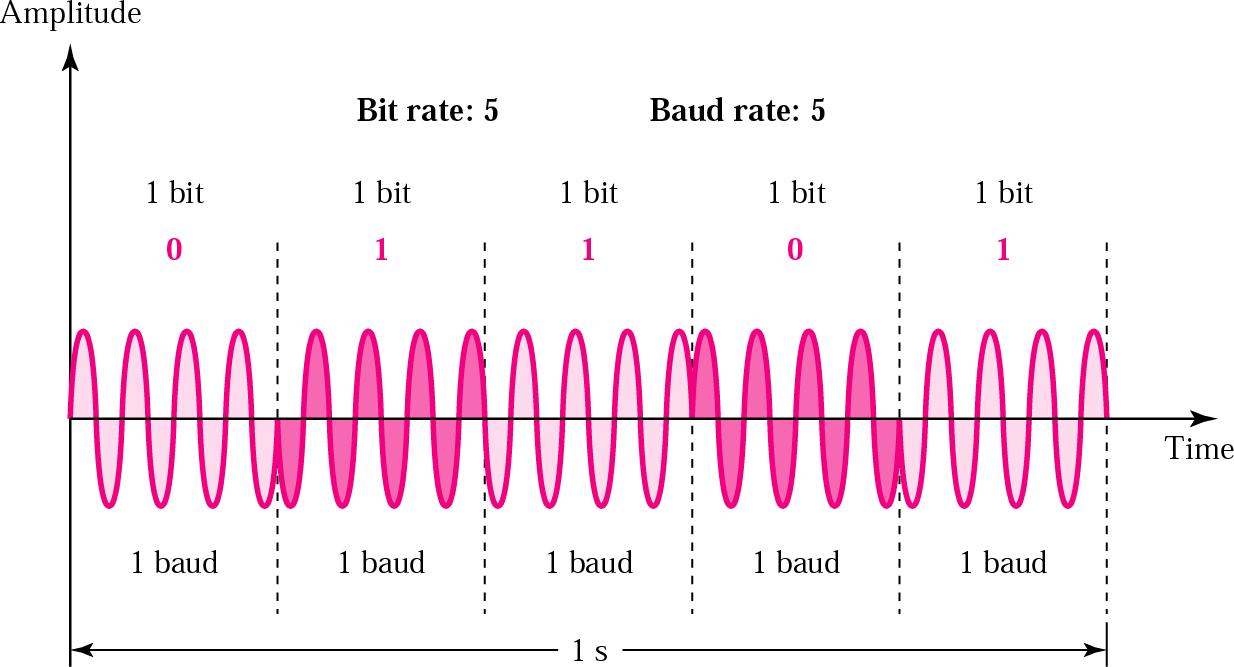 Amplitude
Bit rate: 5 Baud rate: 5
1 bit 1 bit 1 bit 1 bit 1 bit
0 1 1 0 1
Time
1 baud 1 baud 1 baud 1 baud 1 baud
1 s